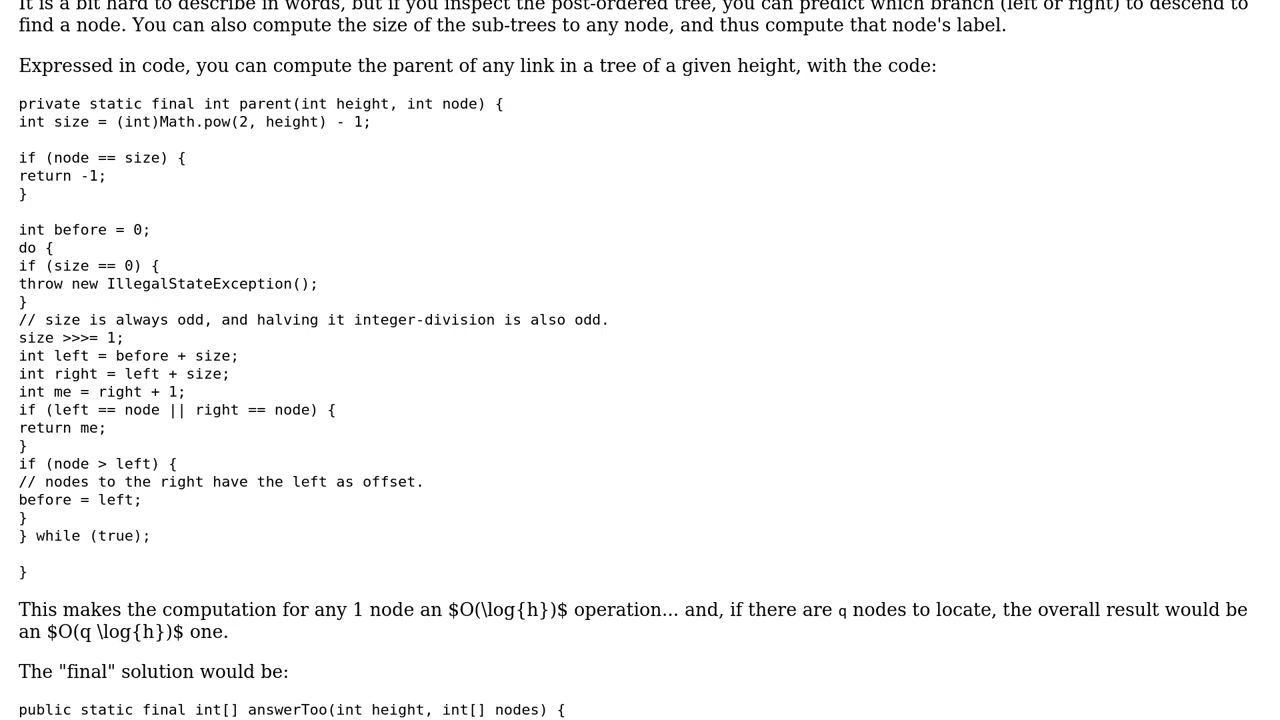 It is a bit hard to describe in words, but if you inspect the post-ordered tree, you can predict which branch (left or right) to descend to
find a node. You can also compute the size of the sub-trees to any node, and thus compute that node's label.
Expressed in code, you can compute the parent of any link in a tree of a given height, with the code:
private static final int parent(int height, int node) {
int size = (int)Math.pow(2, height) - 1;
if (node == size) {
return -1;
}
int before = 0;
do {
if (size == 0) {
throw new IllegalStateException();
}
// size is always odd, and halving it integer-division is also odd.
size >>>= 1;
int left = before + size;
int right = left + size;
int me = right + 1;
if (left == node || right == node) {
return me;
}
if (node > left) {
// nodes to the right have the left as offset.
before = left;
}
} while (true);
}
This makes the computation for any 1 node an $O(\log{h})$ operation... and, if there are q nodes to locate, the overall result would be
an $O(q \log{h})$ one.
The "final" solution would be:
public static final int[] answerToo(int height, int[] nodes) {